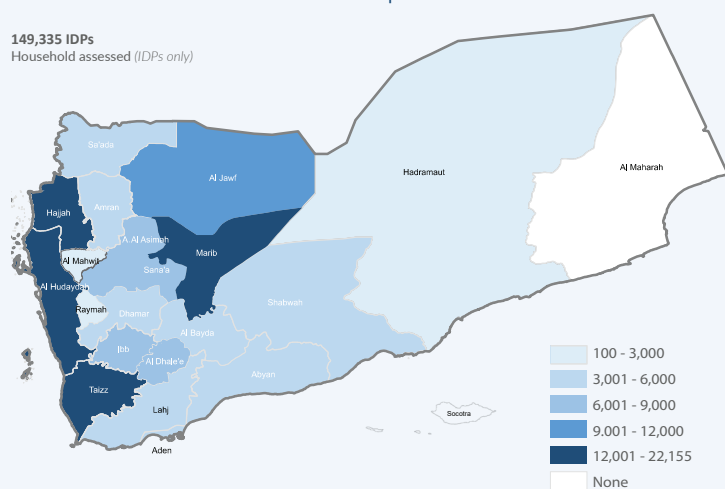 149,335 IDPs
Household assessed (IDPs only)
Sa'ada
Al Jawf
Hadramaut
Al Maharah
Hajjah
Amran
A.Al Asimah
Marib
Al Mahwit
Sana'a
Al Hudaydah
Raymah
Dhamar
Shabwah
Al Bayda
Ibb
Al Dhale'e
Abyan
Taizz
Lahj
Aden
Socotra
100 - 3,000
3,001 - 6,000
6,001 - 9,000
9.001 - 12,000
12,001 - 22,155
None